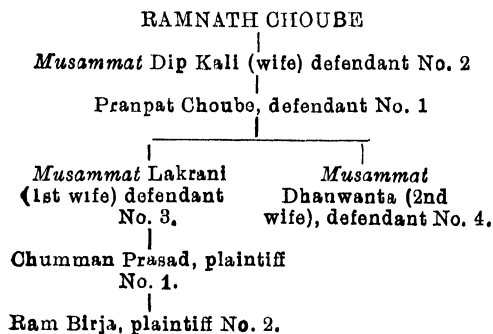 RAMNATH CHOUBE
Musammat Dip Kali (wife) defendant No. 2
Pranpat Choube, defendant No. 1
Musammat Lakrani
(1st wife) defendant
No. 3.
Musammat
Dhanwanta (2nd
wife), defendant No. 4.
Chumman Prasad, plaintiff
No. 1.
Ram Birja, plaintiff No. 2.